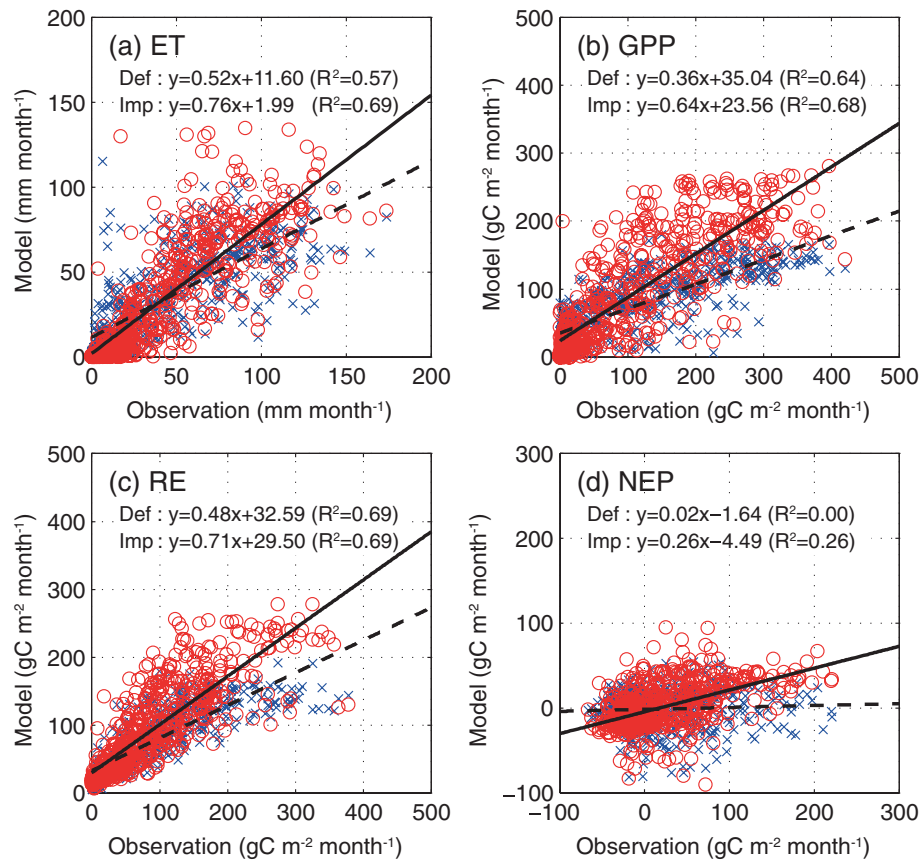 (a) ET
Def : y=0.52x+11.60 (R²=0.57)
Imp : y=0.76x+1.99 (R²=0.69)
200
150
100
50
0
0 50 100 150 200
Model (mm month⁻¹)
Observation (mm month⁻¹)
(b) GPP
Def : y=0.36x+35.04 (R²=0.64)
Imp : y=0.64x+23.56 (R²=0.68)
500
400
300
200
100
0
0 100 200 300 400 500
Model (gC m⁻² month⁻¹)
Observation (gC m⁻² month⁻¹)
(c) RE
Def : y=0.48x+32.59 (R²=0.69)
Imp : y=0.71x+29.50 (R²=0.69)
500
400
300
200
100
0
0 100 200 300 400 500
Model (gC m⁻² month⁻¹)
Observation (gC m⁻² month⁻¹)
(d) NEP
Def : y=0.02x−1.64 (R²=0.00)
Imp : y=0.26x−4.49 (R²=0.26)
300
200
100
0
−100
−100 0 100 200 300
Model (gC m⁻² month⁻¹)
Observation (gC m⁻² month⁻¹)